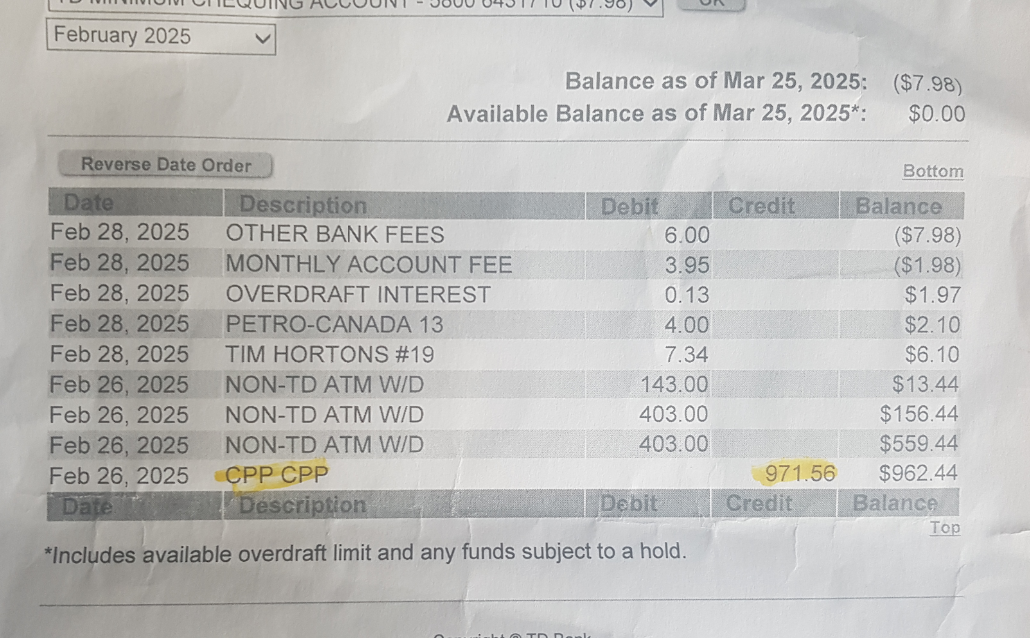 MINIMUM CHEQUING ACCOUNT - ($7.98) OK
February 2025
Balance as of Mar 25, 2025: ($7.98)
Available Balance as of Mar 25, 2025*: $0.00
Reverse Date Order
Bottom
Date Description Debit Credit Balance
Feb 28, 2025 OTHER BANK FEES 6.00 ($7.98)
Feb 28, 2025 MONTHLY ACCOUNT FEE 3.95 ($1.98)
Feb 28, 2025 OVERDRAFT INTEREST 0.13 $1.97
Feb 28, 2025 PETRO-CANADA 13 4.00 $2.10
Feb 28, 2025 TIM HORTONS #19 7.34 $6.10
Feb 26, 2025 NON-TD ATM W/D 143.00 $13.44
Feb 26, 2025 NON-TD ATM W/D 403.00 $156.44
Feb 26, 2025 NON-TD ATM W/D 403.00 $559.44
Feb 26, 2025 CPP CPP 971.56 $962.44
Date Description Debit Credit Balance
Top
*Includes available overdraft limit and any funds subject to a hold.
Copyright © TD Bank